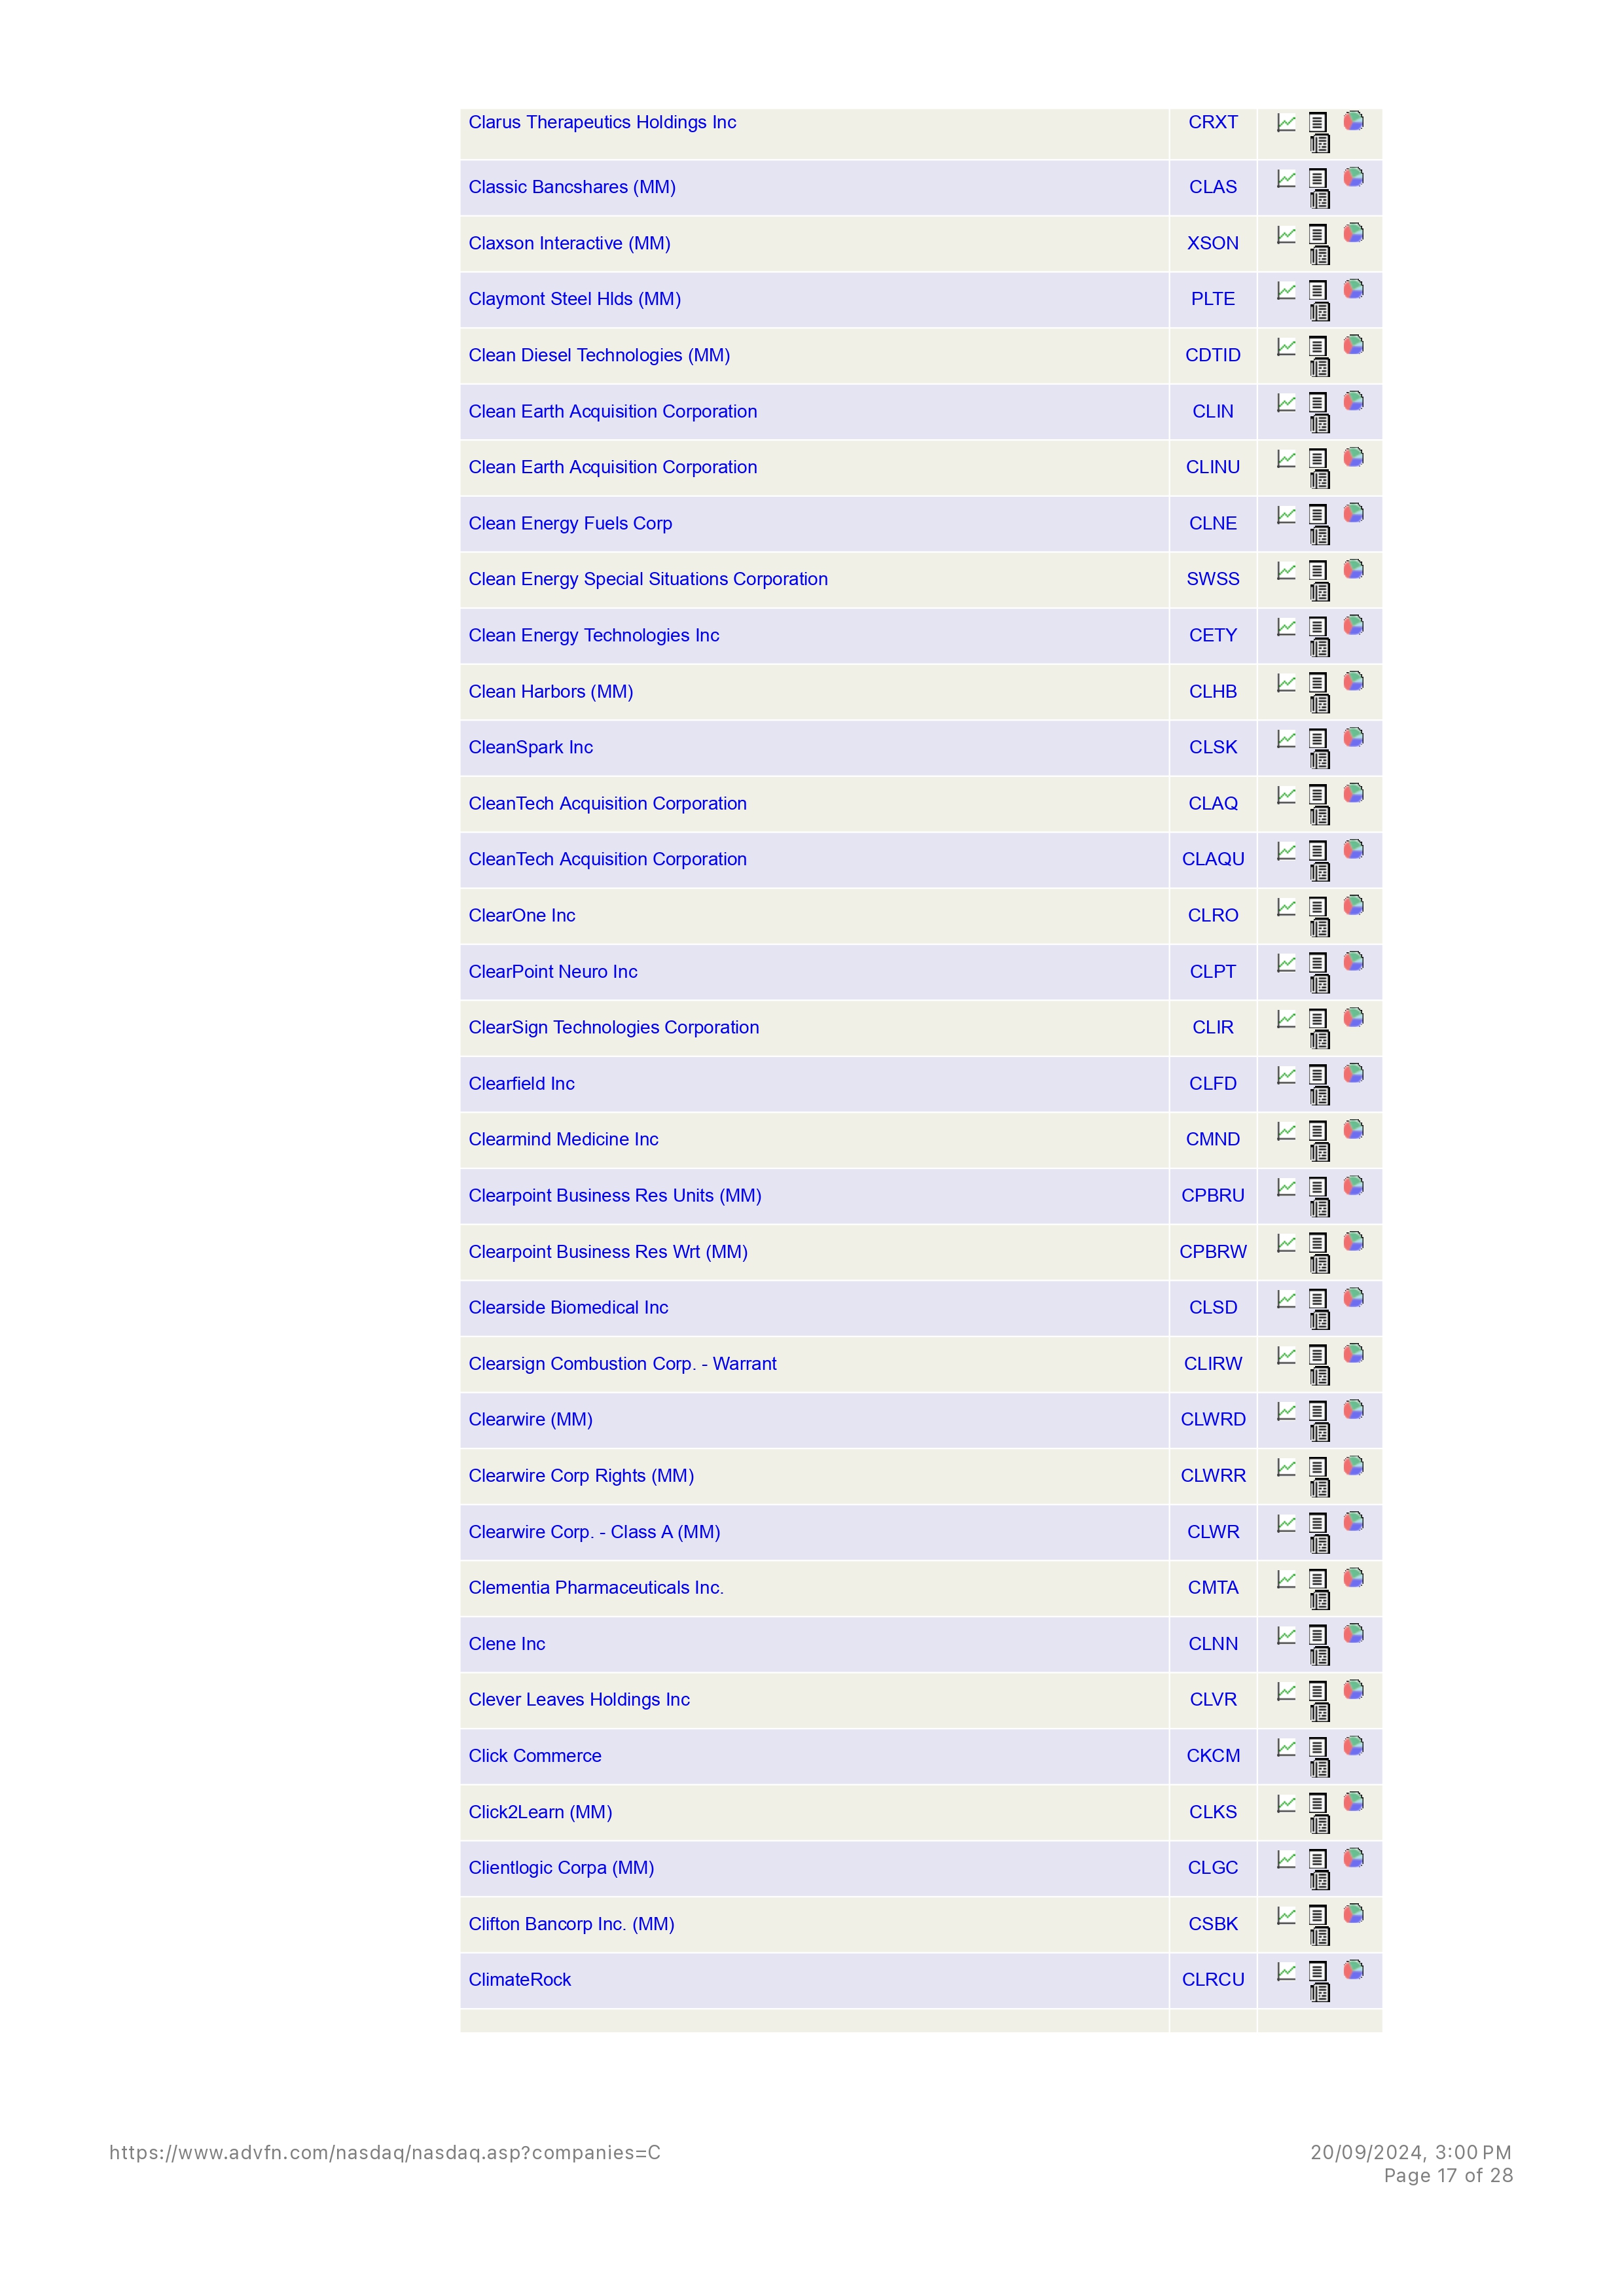 Clarus Therapeutics Holdings Inc CRXT
Classic Bancshares (MM) CLAS
Claxson Interactive (MM) XSON
Claymont Steel Hlds (MM) PLTE
Clean Diesel Technologies (MM) CDTID
Clean Earth Acquisition Corporation CLIN
Clean Earth Acquisition Corporation CLINU
Clean Energy Fuels Corp CLNE
Clean Energy Special Situations Corporation SWSS
Clean Energy Technologies Inc CETY
Clean Harbors (MM) CLHB
CleanSpark Inc CLSK
CleanTech Acquisition Corporation CLAQ
CleanTech Acquisition Corporation CLAQU
ClearOne Inc CLRO
ClearPoint Neuro Inc CLPT
ClearSign Technologies Corporation CLIR
Clearfield Inc CLFD
Clearmind Medicine Inc CMND
Clearpoint Business Res Units (MM) CPBRU
Clearpoint Business Res Wrt (MM) CPBRW
Clearside Biomedical Inc CLSD
Clearsign Combustion Corp. - Warrant CLIRW
Clearwire (MM) CLWRD
Clearwire Corp Rights (MM) CLWRR
Clearwire Corp. - Class A (MM) CLWR
Clementia Pharmaceuticals Inc. CMTA
Clene Inc CLNN
Clever Leaves Holdings Inc CLVR
Click Commerce CKCM
Click2Learn (MM) CLKS
Clientlogic Corpa (MM) CLGC
Clifton Bancorp Inc. (MM) CSBK
ClimateRock CLRCU
https://www.advfn.com/nasdaq/nasdaq.asp?companies=C 20/09/2024, 3:00 PM
Page 17 of 28